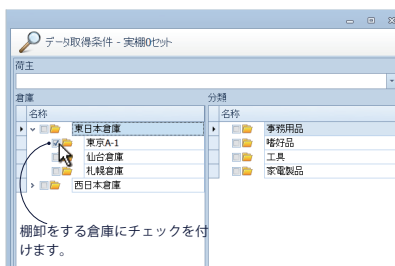 データ取得条件 - 実棚0セット
荷主
倉庫
分類
名称
名称
東日本倉庫
事務用品
東京A-1
嗜好品
仙台倉庫
工具
札幌倉庫
家電製品
西日本倉庫
棚卸をする倉庫にチェックを付
けます。